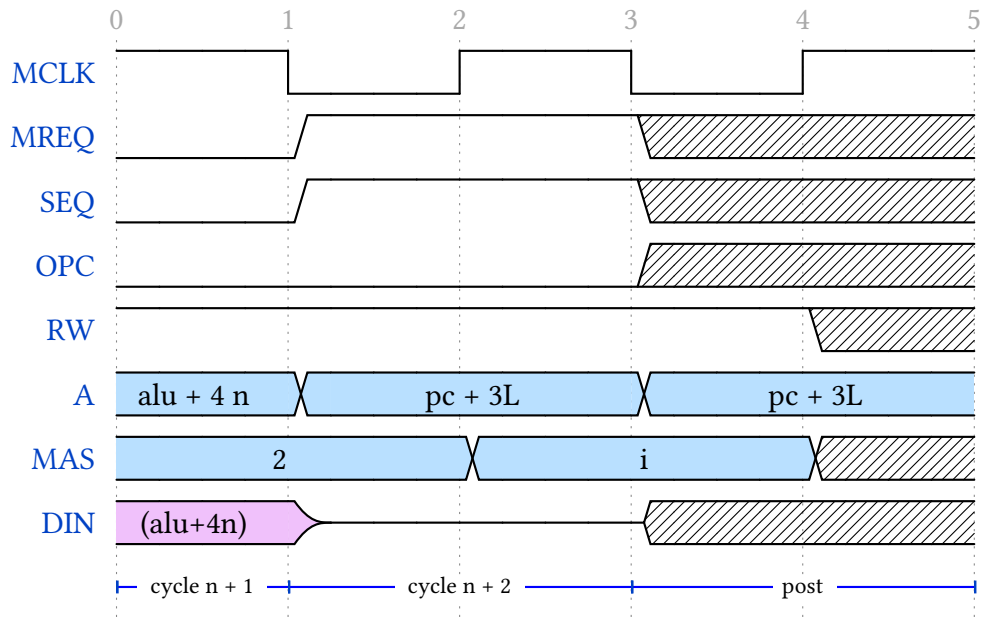 0 1 2 3 4 5
MCLK
MREQ
SEQ
OPC
RW
A alu + 4 n pc + 3L pc + 3L
MAS 2 i
DIN (alu+4n)
cycle n + 1 cycle n + 2 post